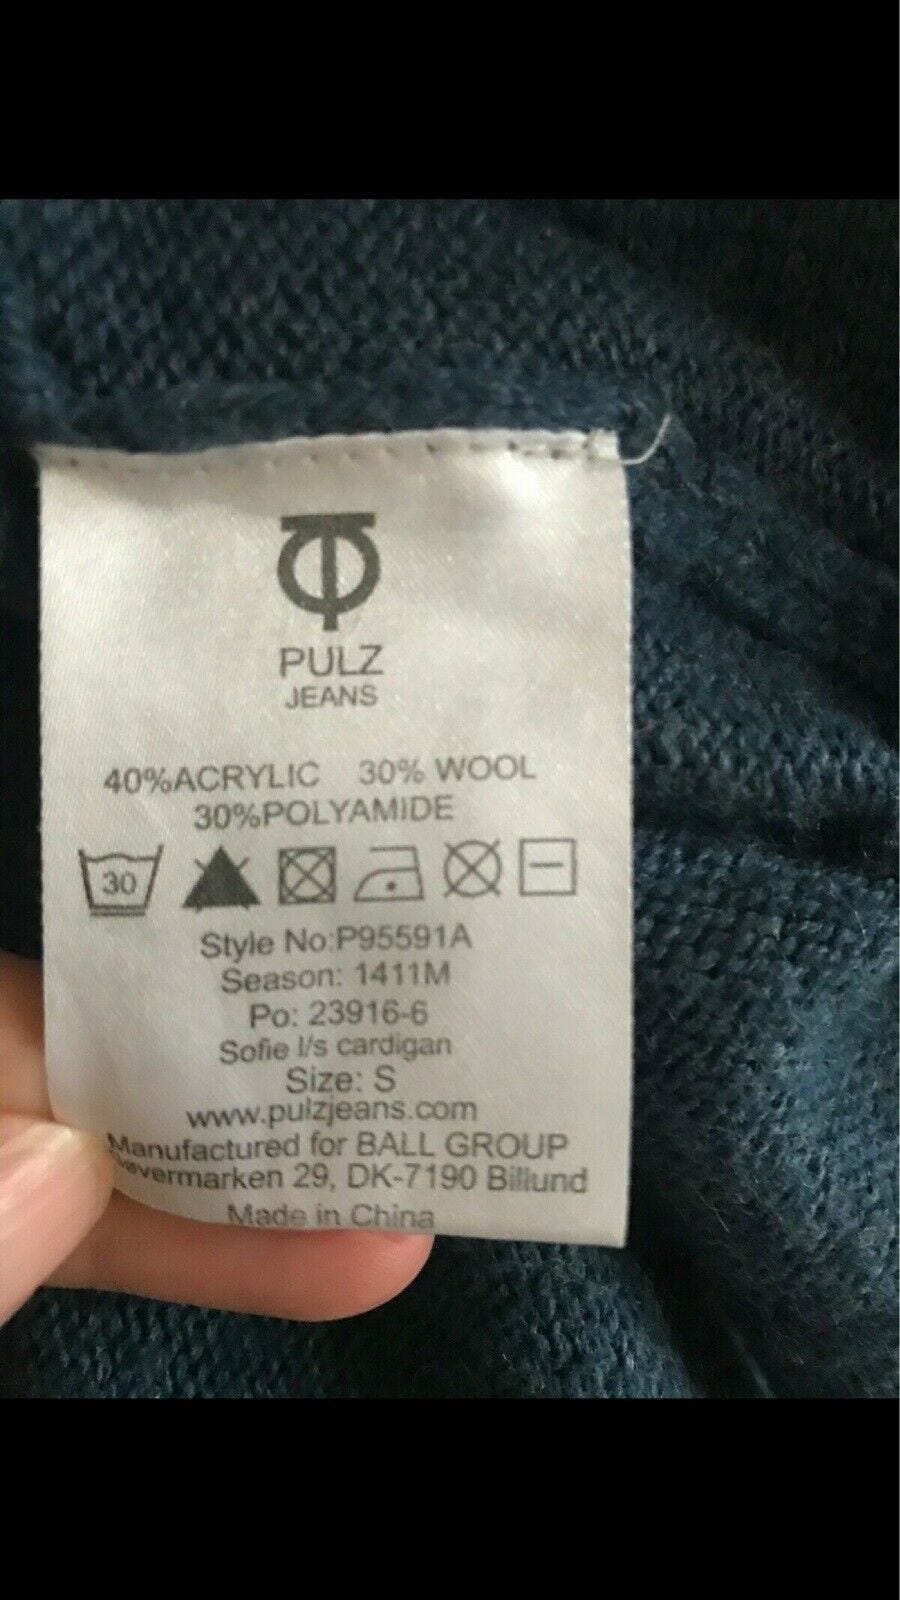 PULZ
JEANS
40%ACRYLIC 30% WOOL
30%POLYAMIDE
30
Style No:P95591A
Season: 1411M
Po: 23916-6
Sofie l/s cardigan
Size: S
www.pulzjeans.com
Manufactured for BALL GROUP
29, DK-7190 Billund
Made in China